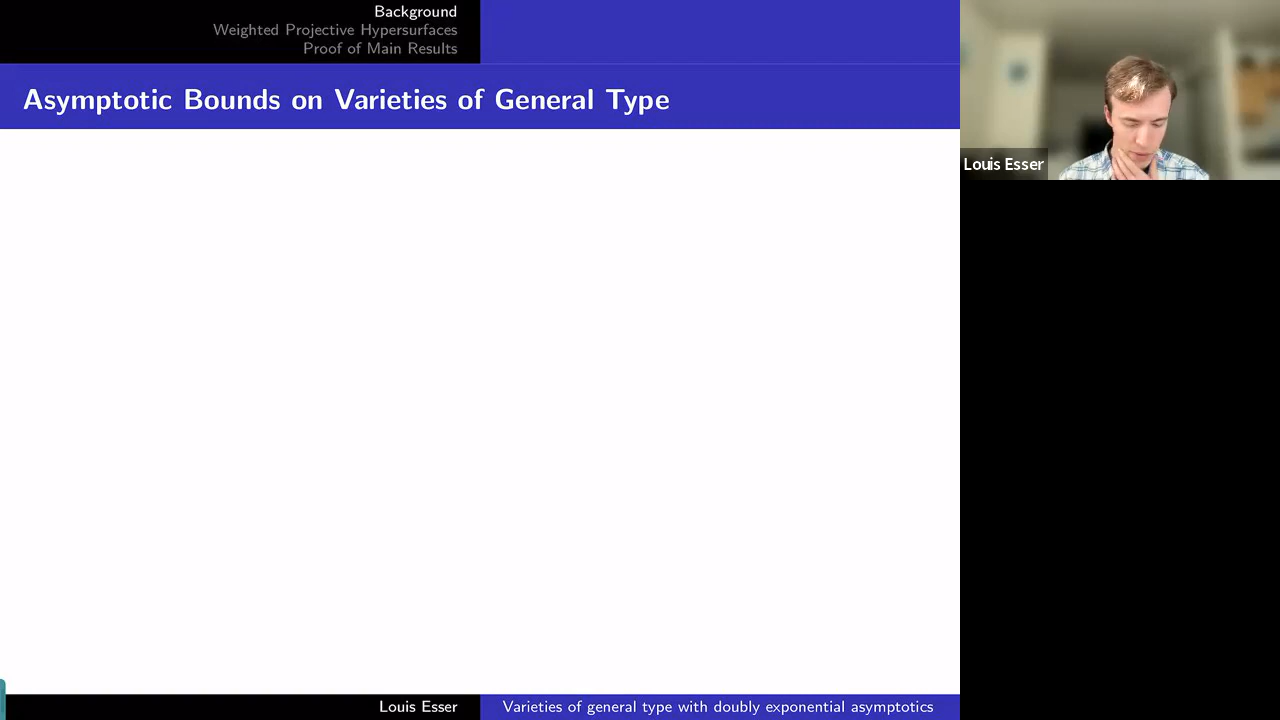 Background
Weighted Projective Hypersurfaces
Proof of Main Results
Asymptotic Bounds on Varieties of General Type
Louis Esser
Louis Esser
Varieties of general type with doubly exponential asymptotics